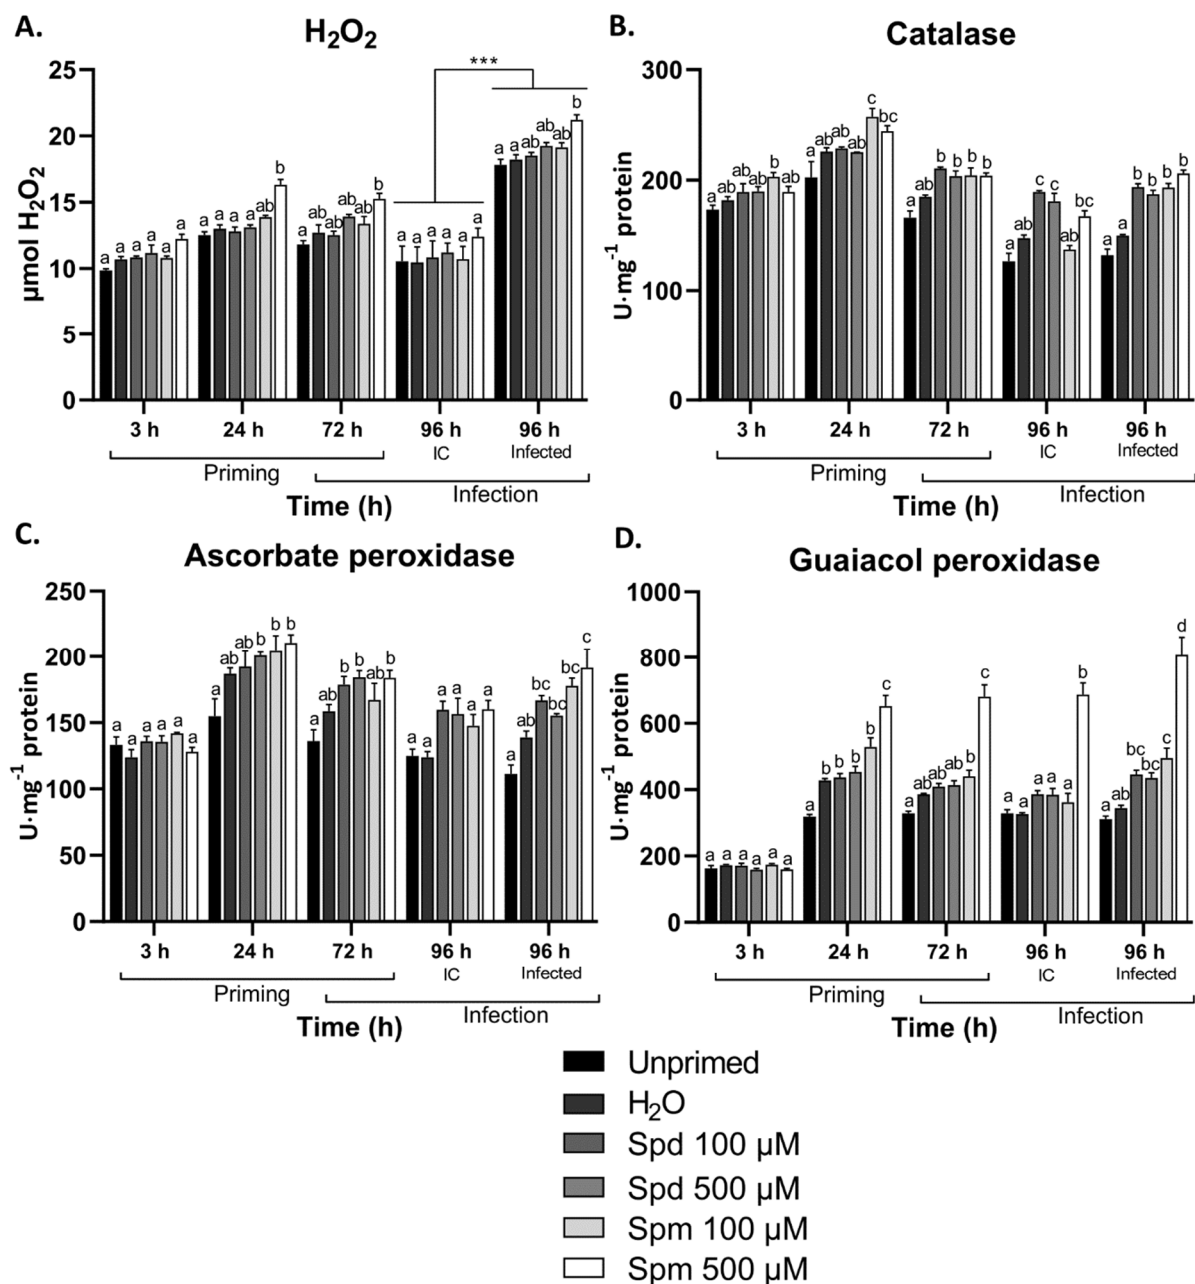 A.
H₂O₂
µmol H₂O₂
25
20
15
10
5
0
a a a a a a
a a a a ab b
a ab ab ab ab b
a a a a a a
***
a a ab ab ab b
3 h 24 h 72 h 96 h 96 h
IC Infected
Priming
Infection
Time (h)
B.
Catalase
U·mg⁻¹ protein
300
200
100
0
a ab ab ab b ab
a ab ab ab c bc
a ab b b b b
a ab c c ab bc
a a b b b b
3 h 24 h 72 h 96 h 96 h
IC Infected
Priming
Infection
Time (h)
C.
Ascorbate peroxidase
U·mg⁻¹ protein
250
200
150
100
50
0
a a a a a a
a ab ab b b b
a ab b b ab b
a a a a a a
a ab bc bc bc c
3 h 24 h 72 h 96 h 96 h
IC Infected
Priming
Infection
Time (h)
D.
Guaiacol peroxidase
U·mg⁻¹ protein
1000
800
600
400
200
0
a a a a a a
a b b b b c
a ab ab ab b c
a a a a a b
a ab bc bc c d
3 h 24 h 72 h 96 h 96 h
IC Infected
Priming
Infection
Time (h)
Unprimed
H₂O
Spd 100 µM
Spd 500 µM
Spm 100 µM
Spm 500 µM